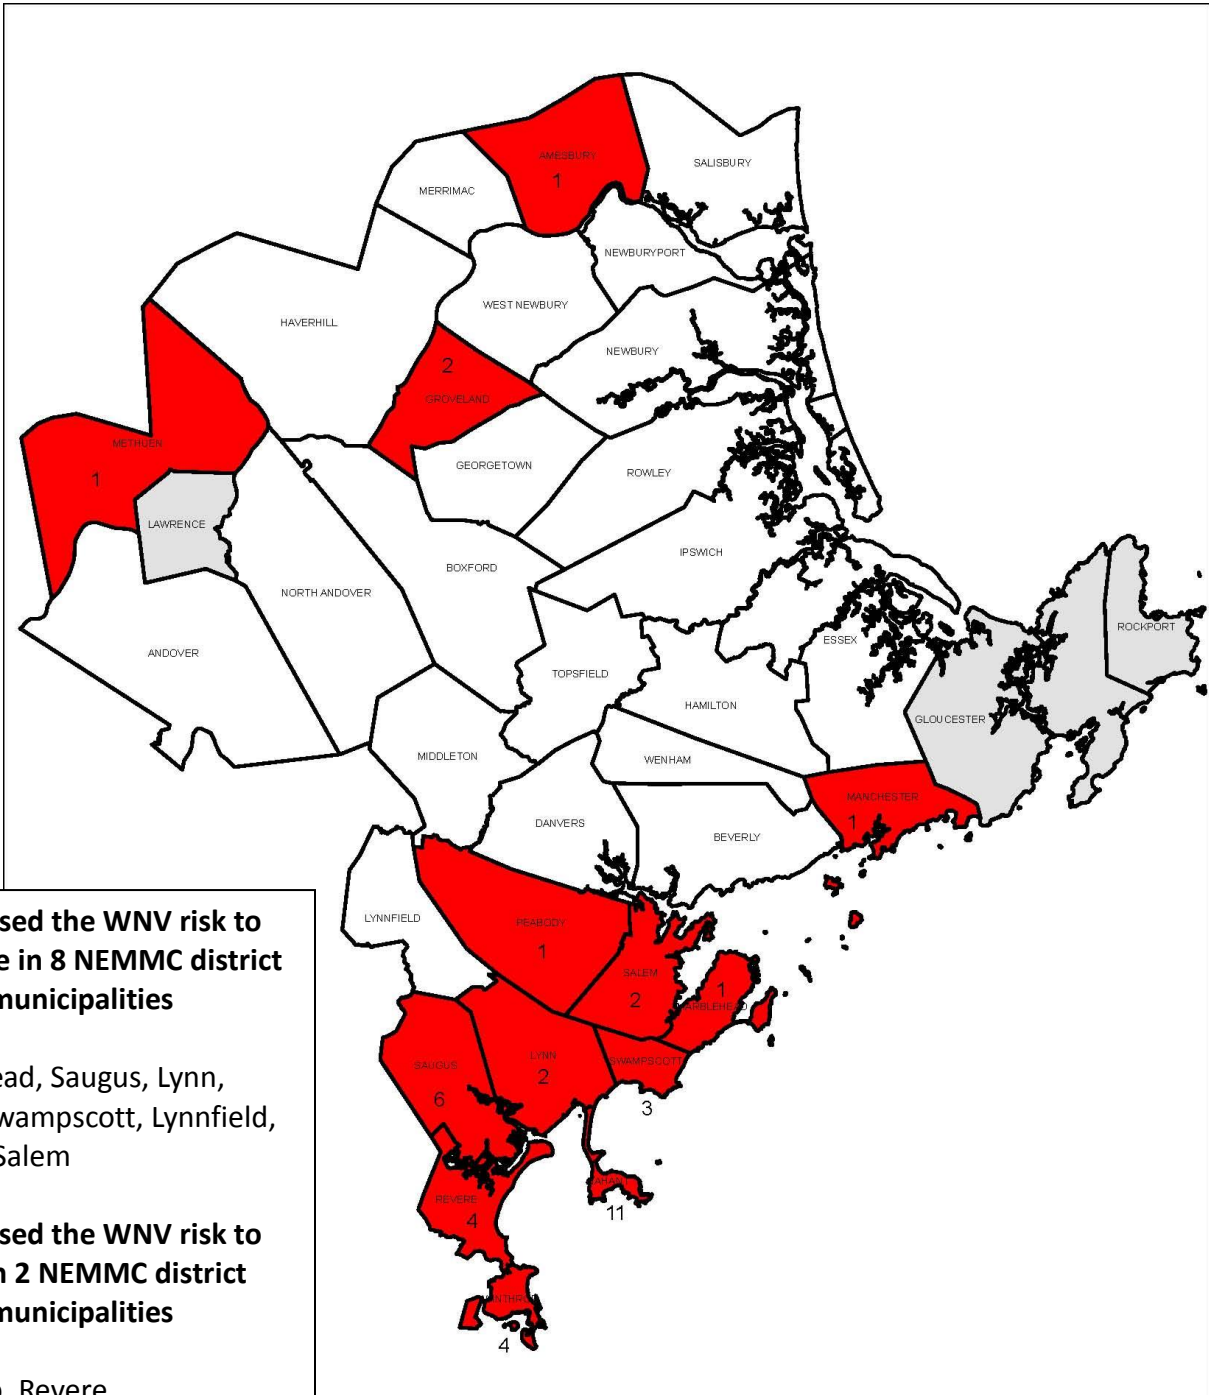 AMESBURY
1
SALISBURY
MERRIMAC
NEWBURYPORT
WEST NEWBURY
HAVERHILL
NEWBURY
2
GROVELAND
METHUEN
1
GEORGETOWN
ROWLEY
LAWRENCE
IPSWICH
BOXFORD
NORTH ANDOVER
ROCKPORT
ESSEX
ANDOVER
TOPSFIELD
HAMILTON
GLOUCESTER
MIDDLETON
WENHAM
MANCHESTER
1
DANVERS
BEVERLY
LYNNFIELD
PEABODY
1
SALEM
2
1
ARBLEHEAD
LYNN
2
SAUGUS
6
SWAMPSCOTT
3
AHANT
11
REVERE
4
INTHRO
4
sed the WNV risk to
e in 8 NEMMC district
municipalities
ead, Saugus, Lynn,
wampscott, Lynnfield,
Salem
sed the WNV risk to
n 2 NEMMC district
municipalities
, Revere